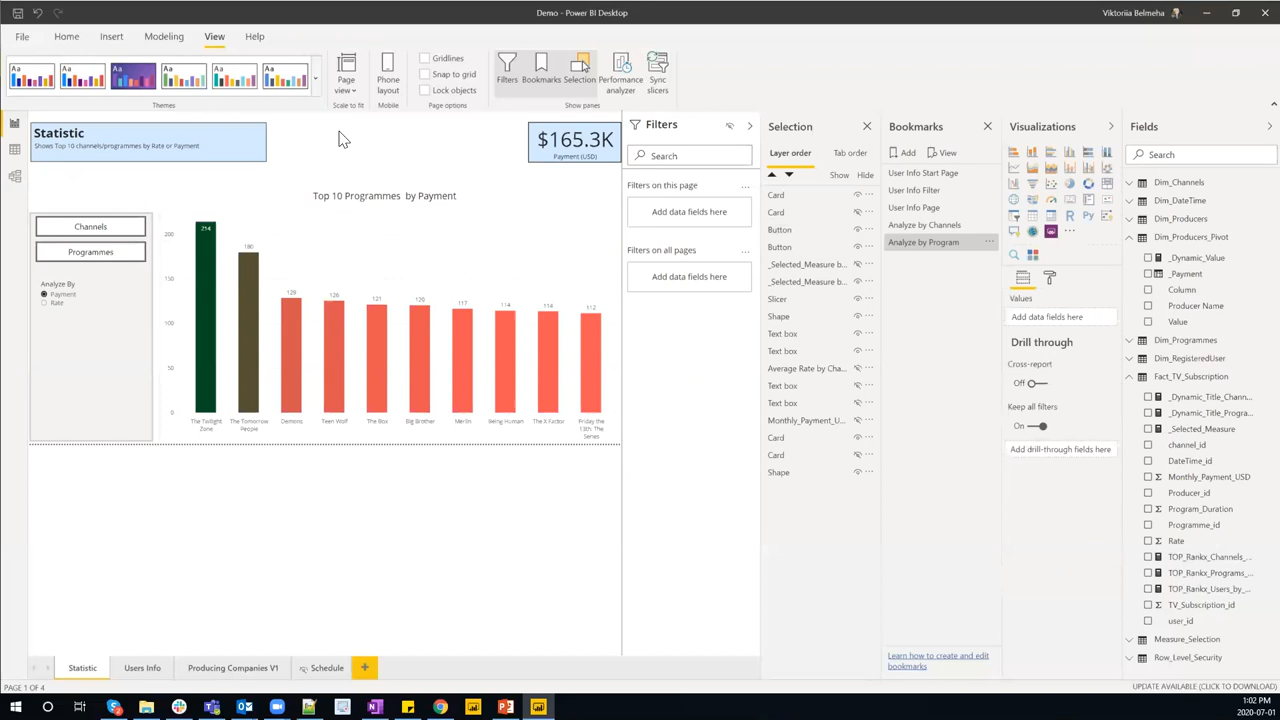 Demo - Power BI Desktop
Viktoriia Belmeha
File Home Insert Modeling View Help
Aa Aa Aa Aa Aa
Themes
Page view
Scale to fit
Phone layout
Mobile
Gridlines
Snap to grid
Lock objects
Page options
Filters Bookmarks Selection Performance analyzer Sync slicers
Show panes
Statistic
Shows Top 10 channels/programmes by Rate or Payment
$165.3K
Payment (USD)
Top 10 Programmes by Payment
Channels
Programmes
Analyze By
Payment
Rate
200
150
100
50
0
214 180 129 126 121 120 117 114 114 112
The Twilight Zone
The Tomorrow People
Demons
Teen Wolf
The Box
Big Brother
Merlin
Being Human
The X Factor
Friday the 13th: The Series
Filters
Search
Filters on this page
Add data fields here
Filters on all pages
Add data fields here
Selection
Layer order Tab order
Show Hide
Card
Card
Button
Button
_Selected_Measure b...
_Selected_Measure b...
Slicer
Shape
Text box
Text box
Average Rate by Cha...
Text box
Text box
Monthly_Payment_U...
Card
Card
Shape
Bookmarks
Add View
User Info Start Page
User Info Filter
User Info Page
Analyze by Channels
Analyze by Program
Learn how to create and edit
bookmarks
Visualizations
R Py
Values
Add data fields here
Drill through
Cross-report
Off
Keep all filters
On
Add drill-through fields here
Fields
Search
Dim_Channels
Dim_DateTime
Dim_Producers
Dim_Producers_Pivot
_Dynamic_Value
_Payment
Column
Producer Name
Value
Dim_Programmes
Dim_RegisteredUser
Fact_TV_Subscription
_Dynamic_Title_Chann...
_Dynamic_Title_Progra...
_Selected_Measure
channel_id
DateTime_id
Monthly_Payment_USD
Producer_id
Program_Duration
Programme_id
Rate
TOP_Rankx_Channels_...
TOP_Rankx_Programs_...
TOP_Rankx_Users_by_...
TV_Subscription_id
user_id
Measure_Selection
Row_Level_Security
Statistic Users Info Producing Companies V1 Schedule +
PAGE 1 OF 4
UPDATE AVAILABLE (CLICK TO DOWNLOAD)
1:02 PM
2020-07-01